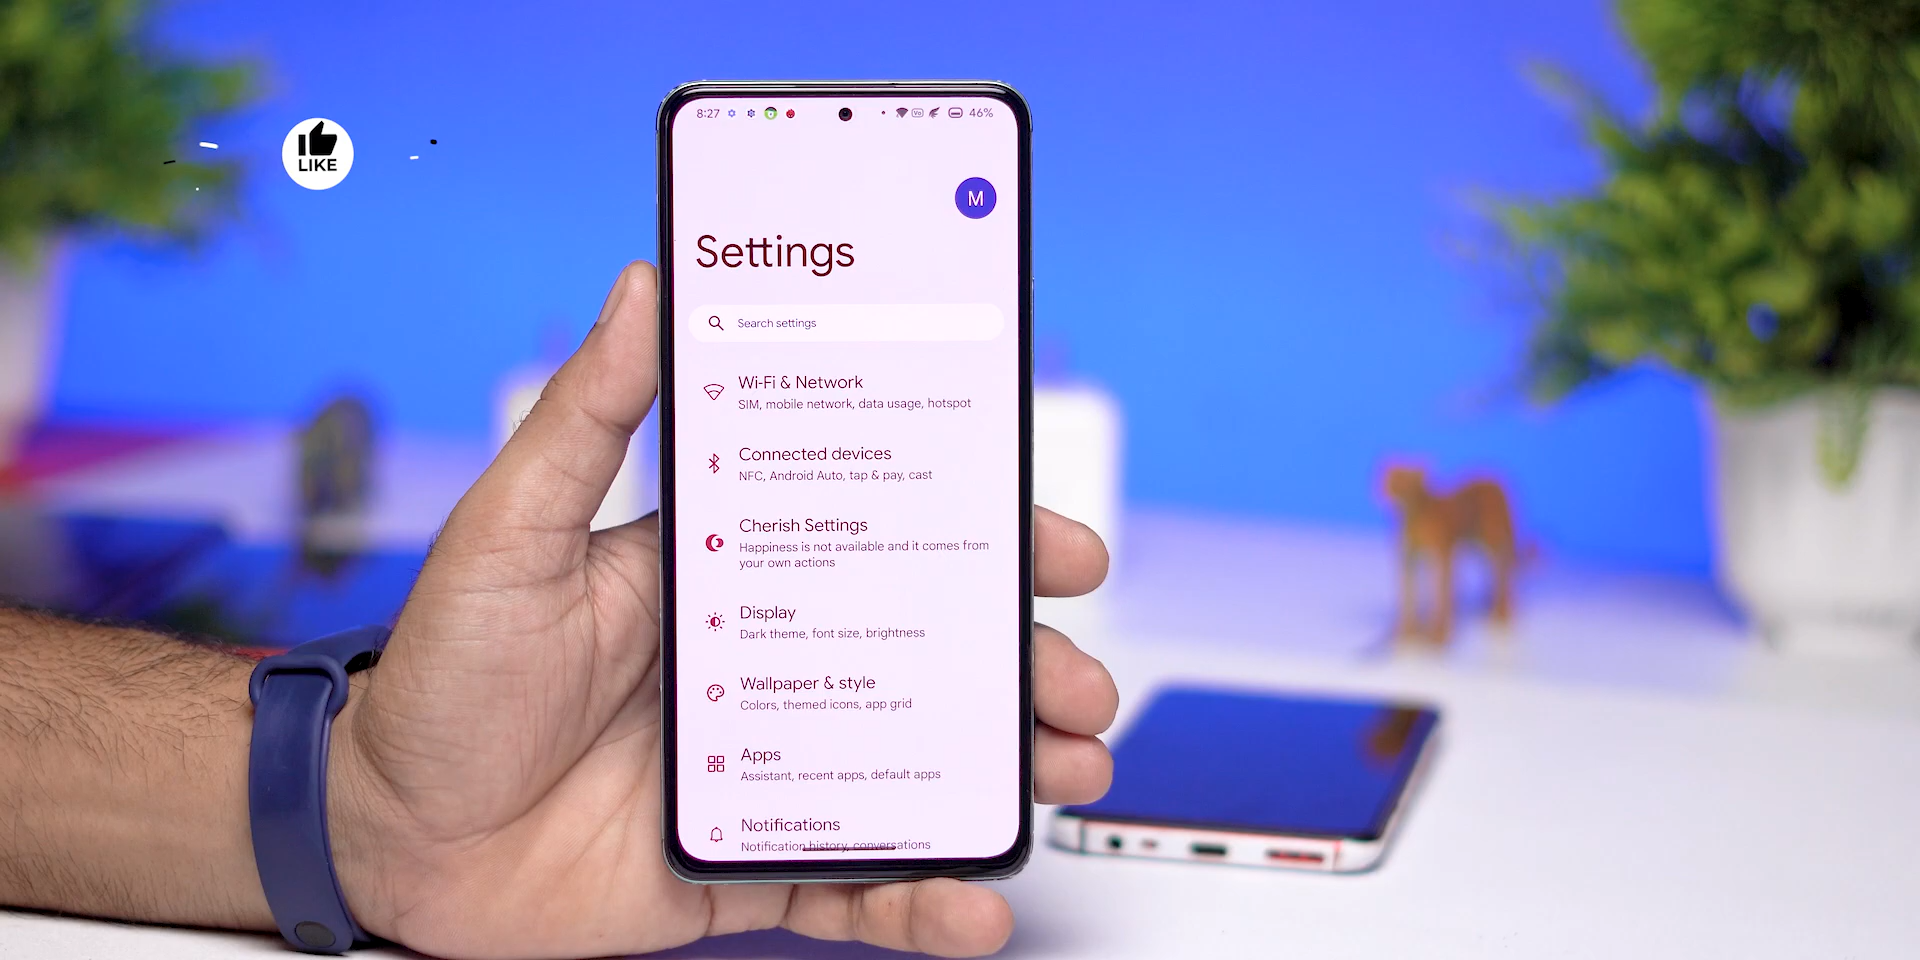 LIKE
8:27
Vo
46%
M
Settings
Search settings
Wi-Fi & Network
SIM, mobile network, data usage, hotspot
Connected devices
NFC, Android Auto, tap & pay, cast
Cherish Settings
Happiness is not available and it comes from
your own actions
Display
Dark theme, font size, brightness
Wallpaper & style
Colors, themed icons, app grid
Apps
Assistant, recent apps, default apps
Notifications
Notification history, conversations